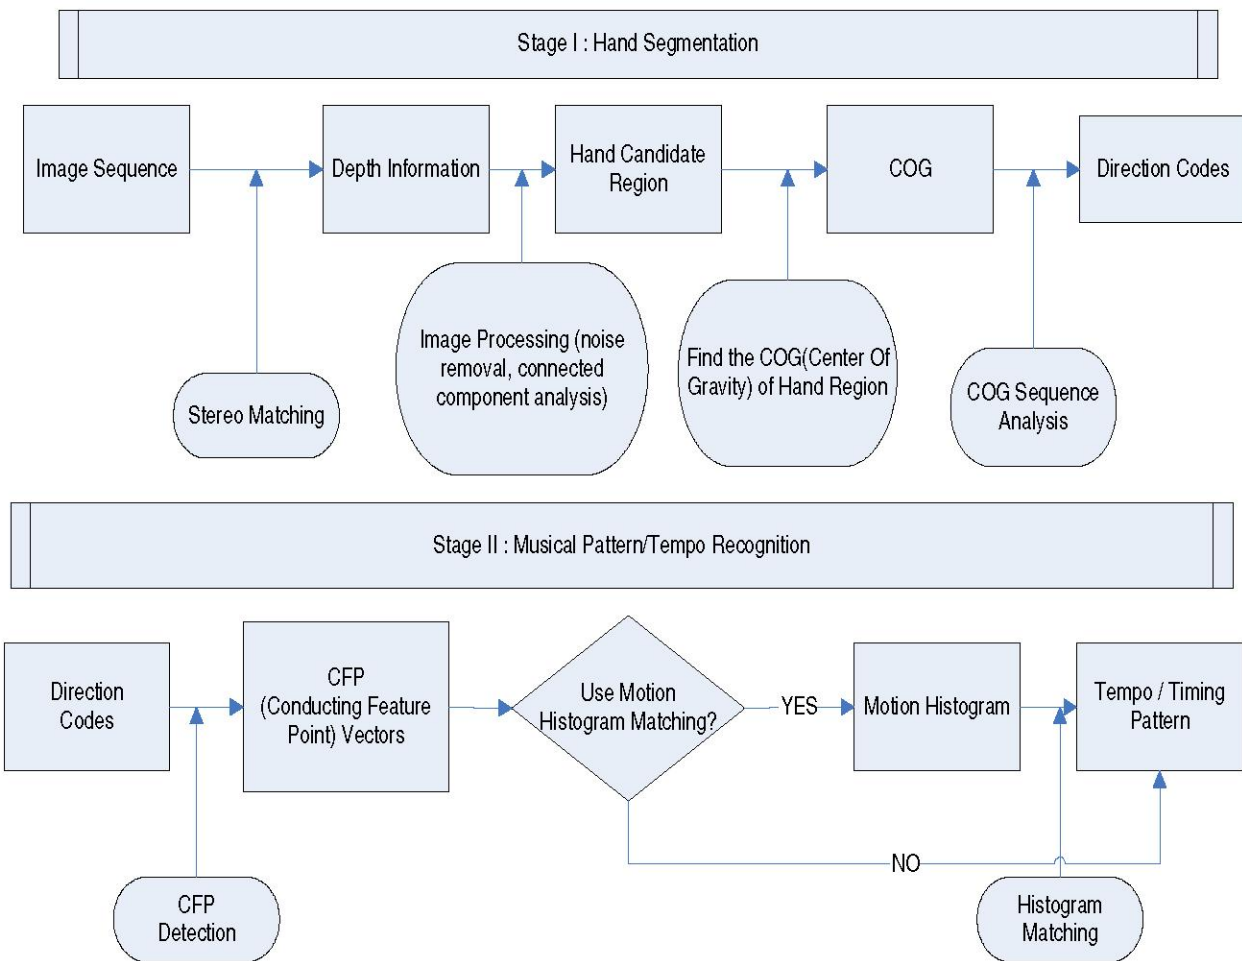 Stage I : Hand Segmentation
Image Sequence
Depth Information
Hand Candidate
Region
COG
Direction Codes
Stereo Matching
Image Processing (noise
removal, connected
component analysis)
Find the COG(Center Of
Gravity) of Hand Region
COG Sequence
Analysis
Stage II : Musical Pattern/Tempo Recognition
Direction
Codes
CFP
(Conducting Feature
Point) Vectors
Use Motion
Histogram Matching?
YES
Motion Histogram
Tempo / Timing
Pattern
NO
CFP
Detection
Histogram
Matching